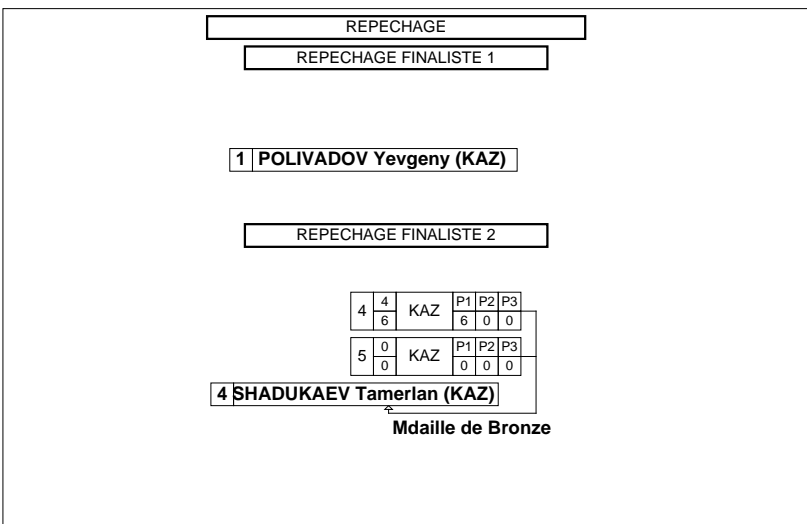 REPECHAGE
REPECHAGE FINALISTE 1
1 POLIVADOV Yevgeny (KAZ)
REPECHAGE FINALISTE 2
4 4 KAZ P1 P2 P3
6 6 0 0
5 0 KAZ P1 P2 P3
0 0 0 0
4 SHADUKAEV Tamerlan (KAZ)
Mdaille de Bronze